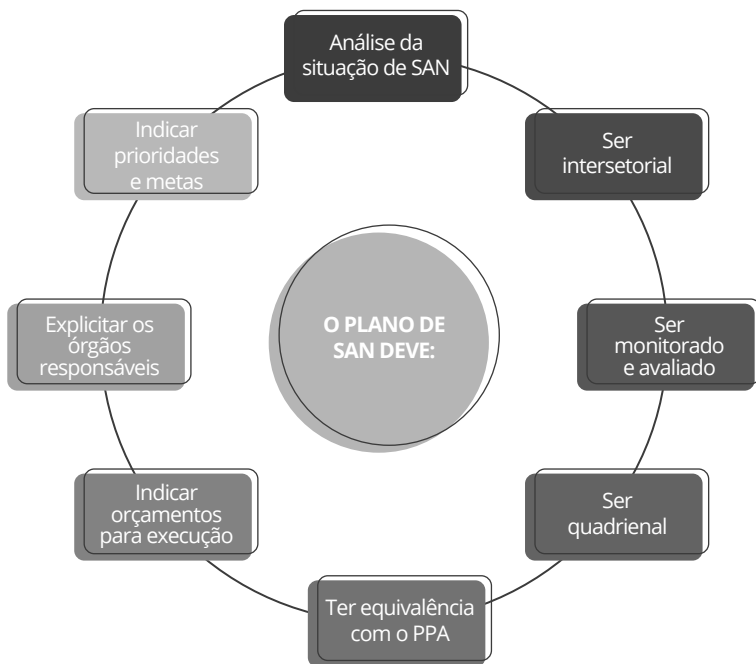 Análise da
situação de SAN
Ser
intersetorial
Ser
monitorado
e avaliado
Ser
quadrienal
Ter equivalência
com o PPA
Indicar
orçamentos
para execução
Explicitar os
órgãos
responsáveis
Indicar
prioridades
e metas
O PLANO DE
SAN DEVE: